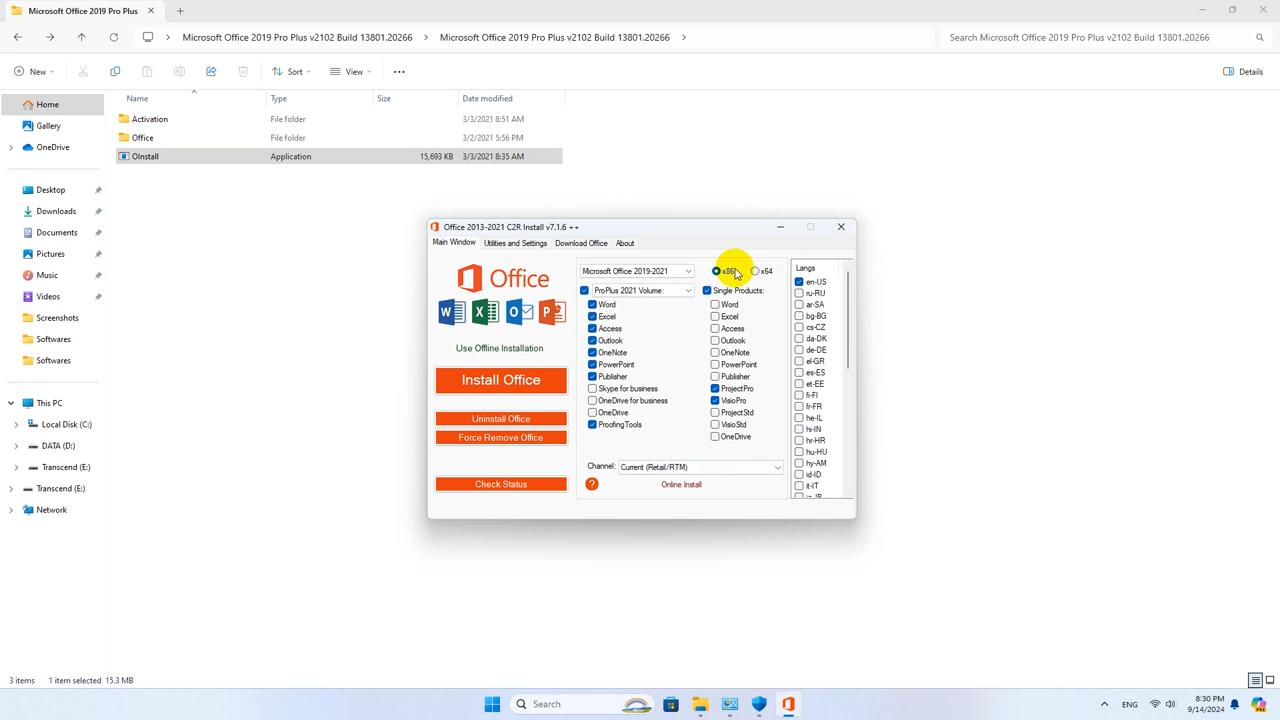 Microsoft Office 2019 Pro Plus
Microsoft Office 2019 Pro Plus v2102 Build 13801.20266
Microsoft Office 2019 Pro Plus v2102 Build 13801.20266
Search Microsoft Office 2019 Pro Plus v2102 Build 13801.20266
New
Sort
View
Details
Name
Type
Size
Date modified
Home
Gallery
OneDrive
Desktop
Downloads
Documents
Pictures
Music
Videos
Screenshots
Softwares
Softwares
This PC
Local Disk (C:)
DATA (D:)
Transcend (E:)
Transcend (E:)
Network
Activation File folder 3/3/2021 8:51 AM
Office File folder 3/2/2021 5:56 PM
OInstall Application 15,693 KB 3/3/2021 8:35 AM
Office 2013-2021 C2R Install v7.1.6 ++
Main Window
Utilities and Settings
Download Office
About
Office
Use Offline Installation
Install Office
Uninstall Office
Force Remove Office
Check Status
Microsoft Office 2019-2021
x86
x64
ProPlus 2021 Volume:
Word
Excel
Access
Outlook
OneNote
PowerPoint
Publisher
Skype for business
OneDrive for business
OneDrive
ProofingTools
Single Products:
Word
Excel
Access
Outlook
OneNote
PowerPoint
Publisher
ProjectPro
VisioPro
ProjectStd
VisioStd
OneDrive
Channel:
Current (Retail/RTM)
Online Install
Langs
en-US
ru-RU
ar-SA
bg-BG
cs-CZ
da-DK
de-DE
el-GR
es-ES
et-EE
fi-FI
fr-FR
he-IL
hi-IN
hr-HR
hu-HU
hy-AM
id-ID
it-IT
3 items
1 item selected 15.3 MB
Search
ENG
8:30 PM
9/14/2024